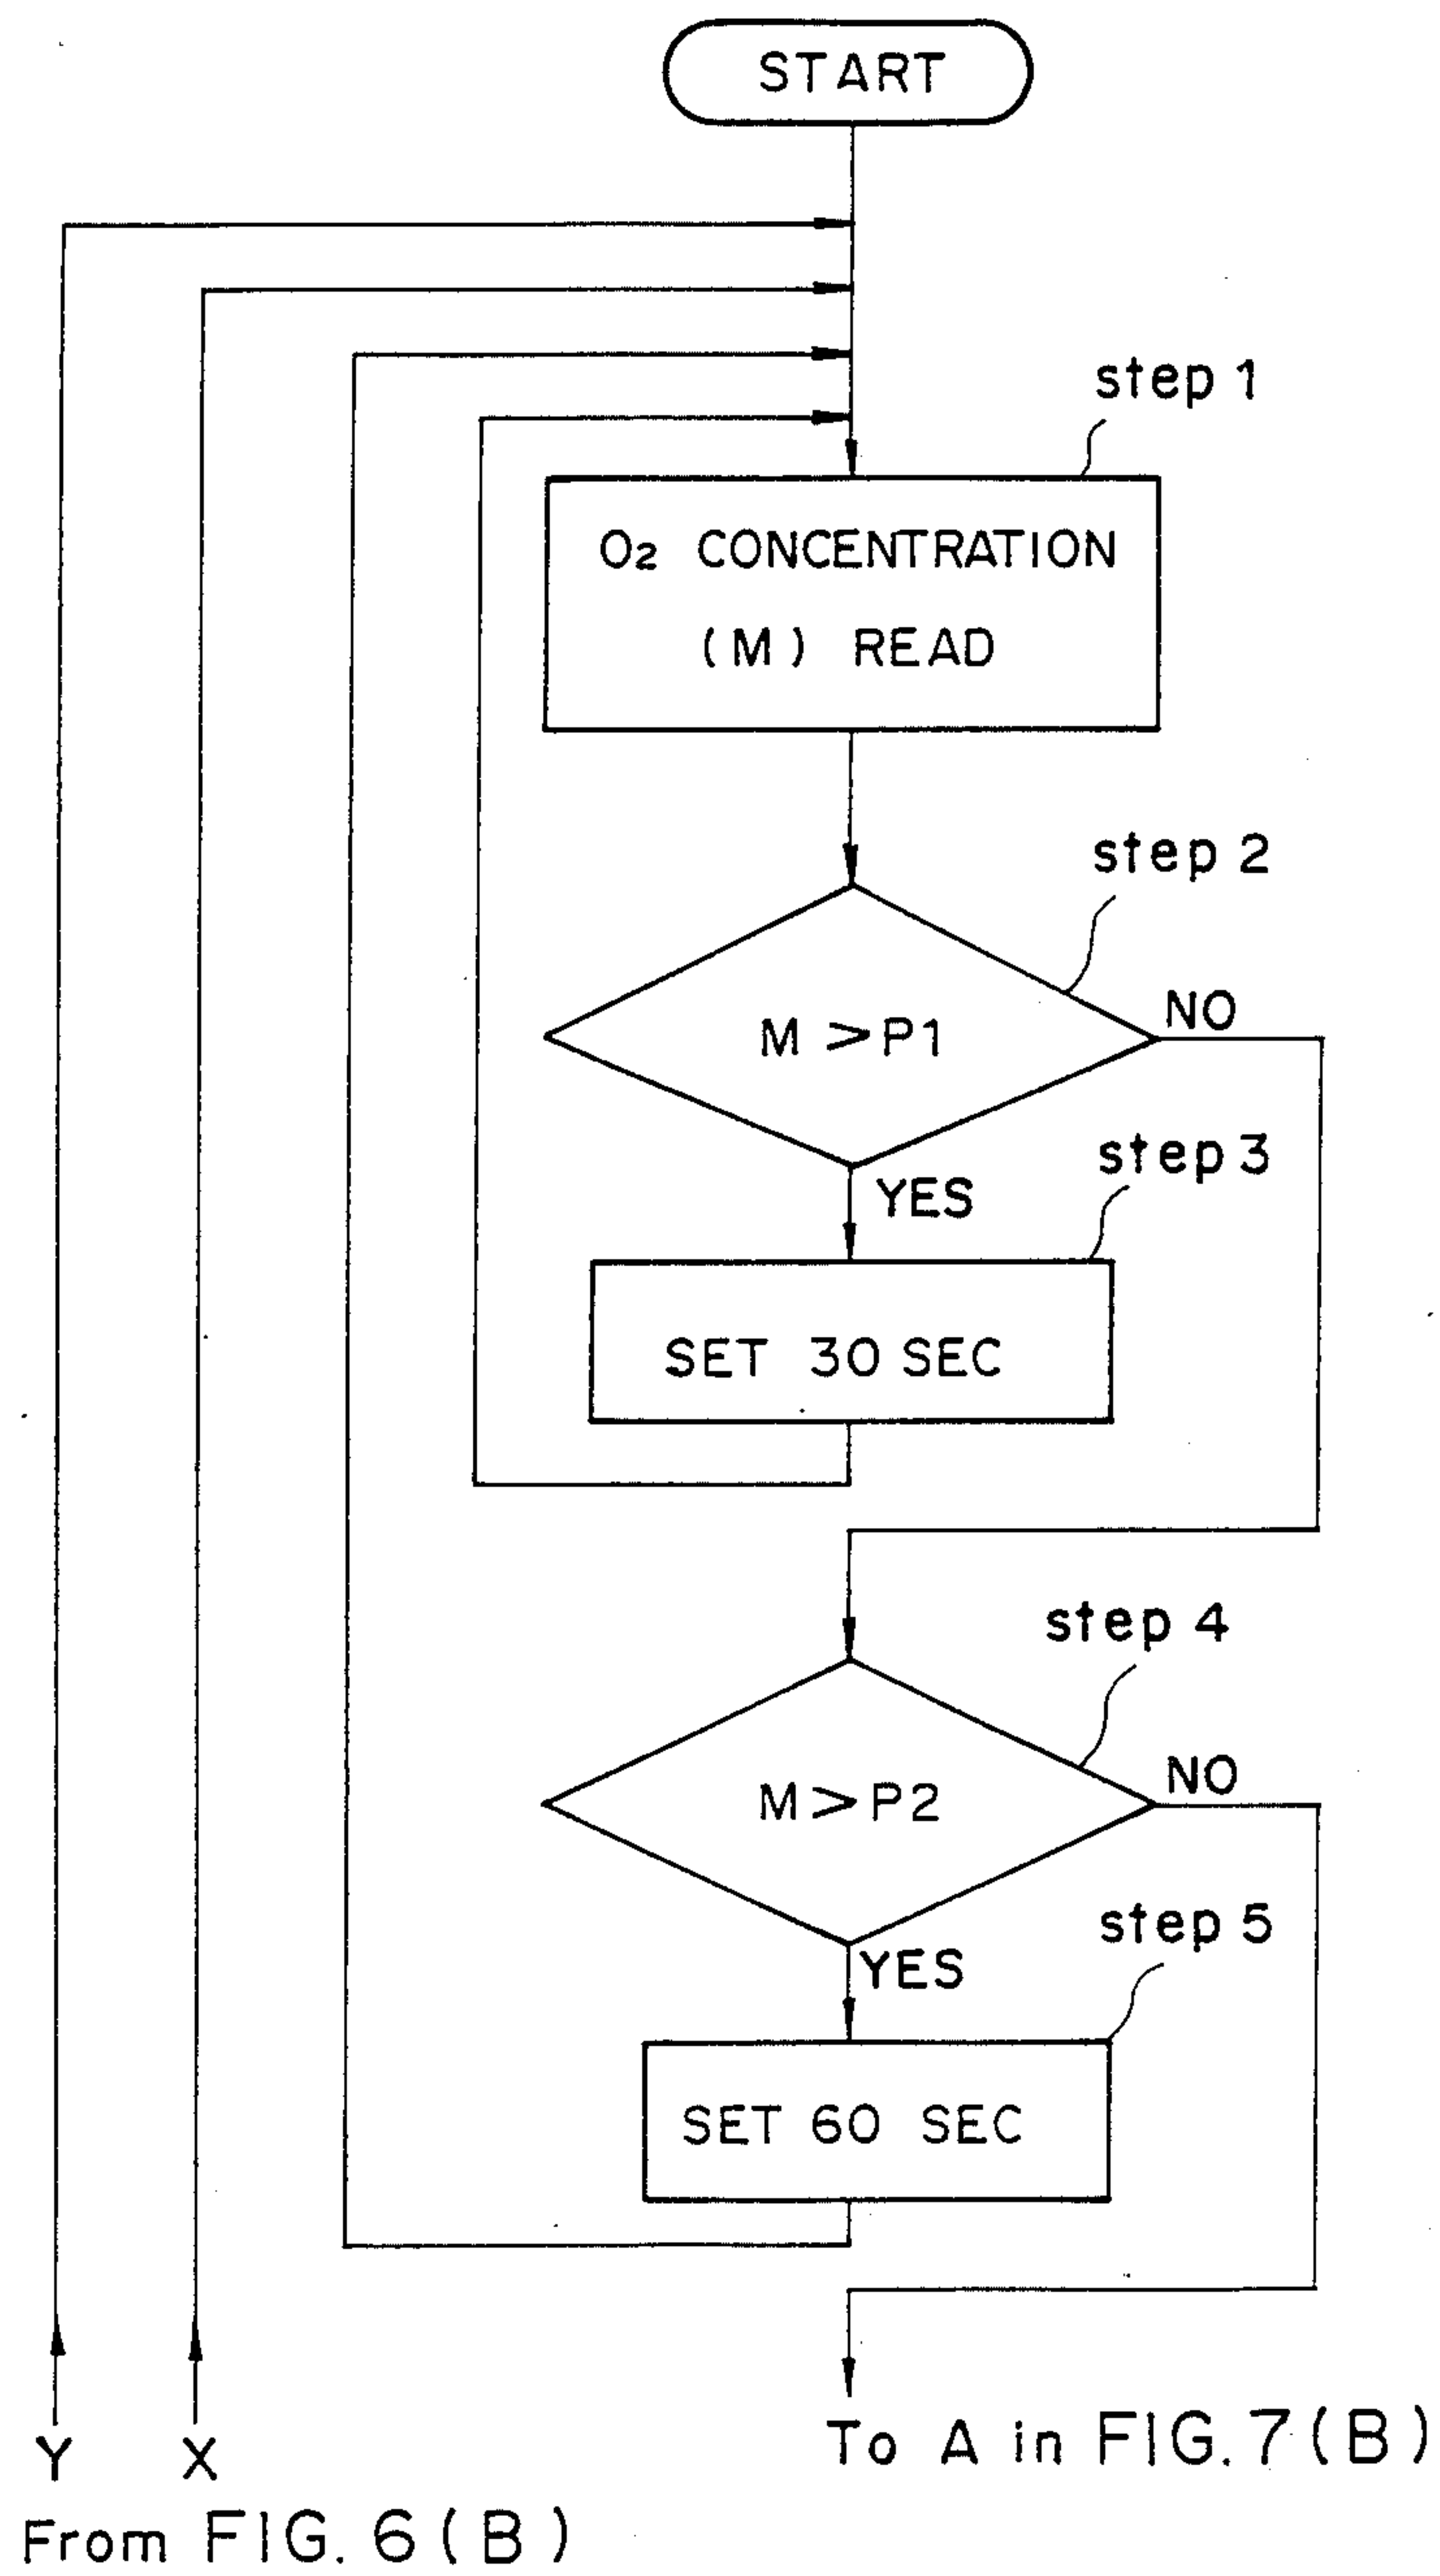 START
step 1
O2 CONCENTRATION
(M) READ
step 2
M > P1
NO
YES
step 3
SET 30 SEC
step 4
M > P2
NO
YES
step 5
SET 60 SEC
To A in FIG. 7 (B)
Y X
From FIG. 6 (B)